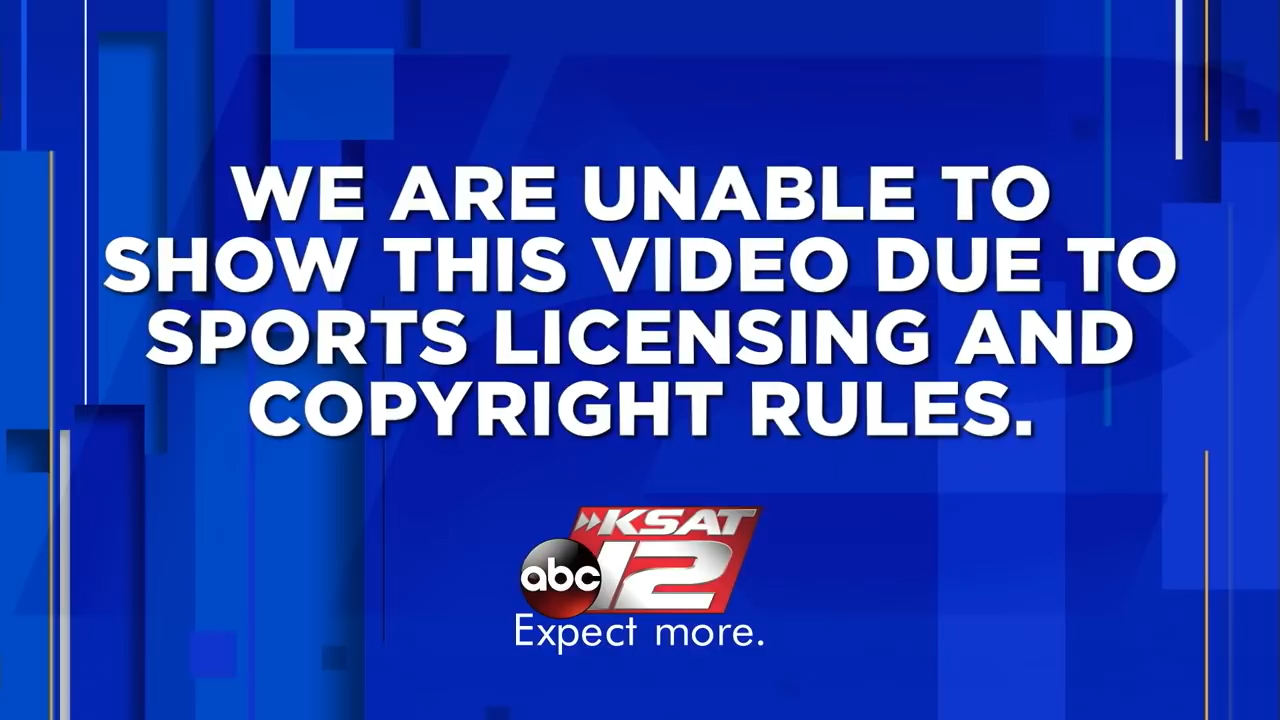 WE ARE UNABLE TO
SHOW THIS VIDEO DUE TO
SPORTS LICENSING AND
COPYRIGHT RULES.
KSAT
abc 12
Expect more.